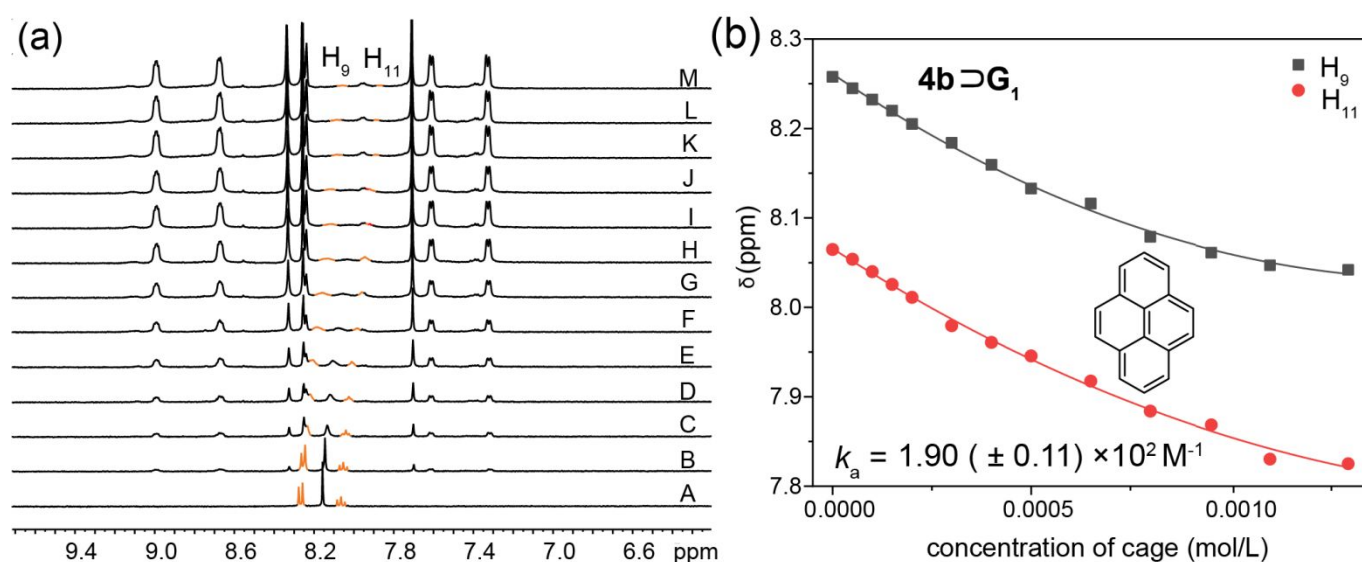 (a)
H9 H11
M
L
K
J
I
H
G
F
E
D
C
B
A
9.4 9.0 8.6 8.2 7.8 7.4 7.0 6.6 ppm
(b)
4b⊃G1
H9
H11
8.3
8.2
8.1
8.0
7.9
7.8
δ(ppm)
ka = 1.90 ( ± 0.11) ×10² M⁻¹
0.0000 0.0005 0.0010
concentration of cage (mol/L)